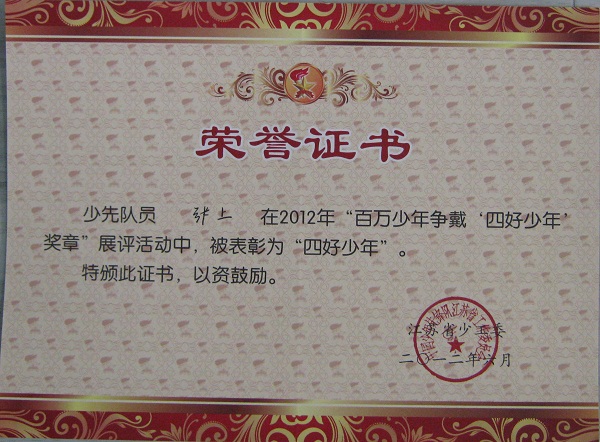 荣誉证书
少先队员 张上 在2012年“百万少年争戴‘四好少年’
奖章”展评活动中，被表彰为“四好少年”。
特颁此证书，以资鼓励。
江苏省少工委
二〇一二年六月